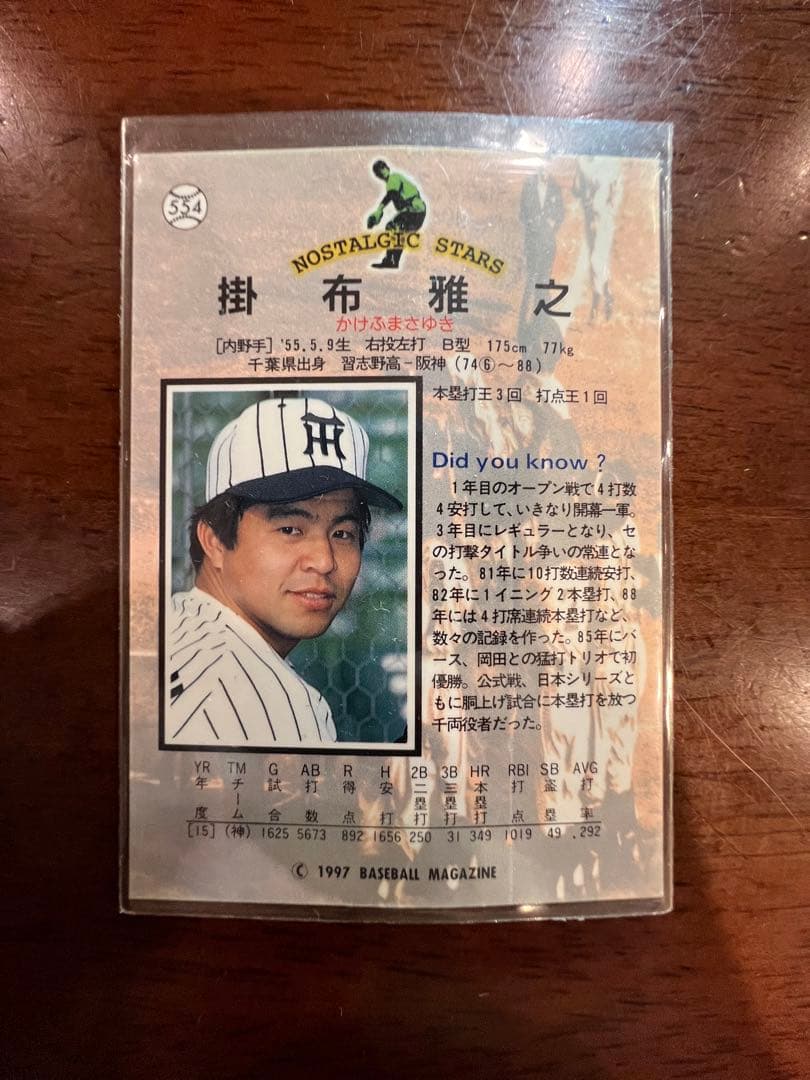 554
NOSTALGIC STARS
掛布雅之
かけふまさゆき
[内野手] '55.5.9生 右投左打 B型 175cm 77kg
千葉県出身 習志野高－阪神(74⑥～88)
本塁打王3回 打点王1回
HT
Did you know ?
1年目のオープン戦で4打数
4安打して、いきなり開幕一軍。
3年目にレギュラーとなり、セ
の打撃タイトル争いの常連とな
った。81年に10打数連続安打、
82年に1イニング2本塁打、88
年には4打席連続本塁打など、
数々の記録を作った。85年にバ
ース、岡田との猛打トリオで初
優勝。公式戦、日本シリーズと
もに胴上げ試合に本塁打を放つ
千両役者だった。
YR TM G AB R H 2B 3B HR RBI SB AVG
年度 チーム 試合 打数 得点 安打 二塁打 三塁打 本塁打 打点 盗塁 打率
[15] (神) 1625 5673 892 1656 250 31 349 1019 49 .292
© 1997 BASEBALL MAGAZINE